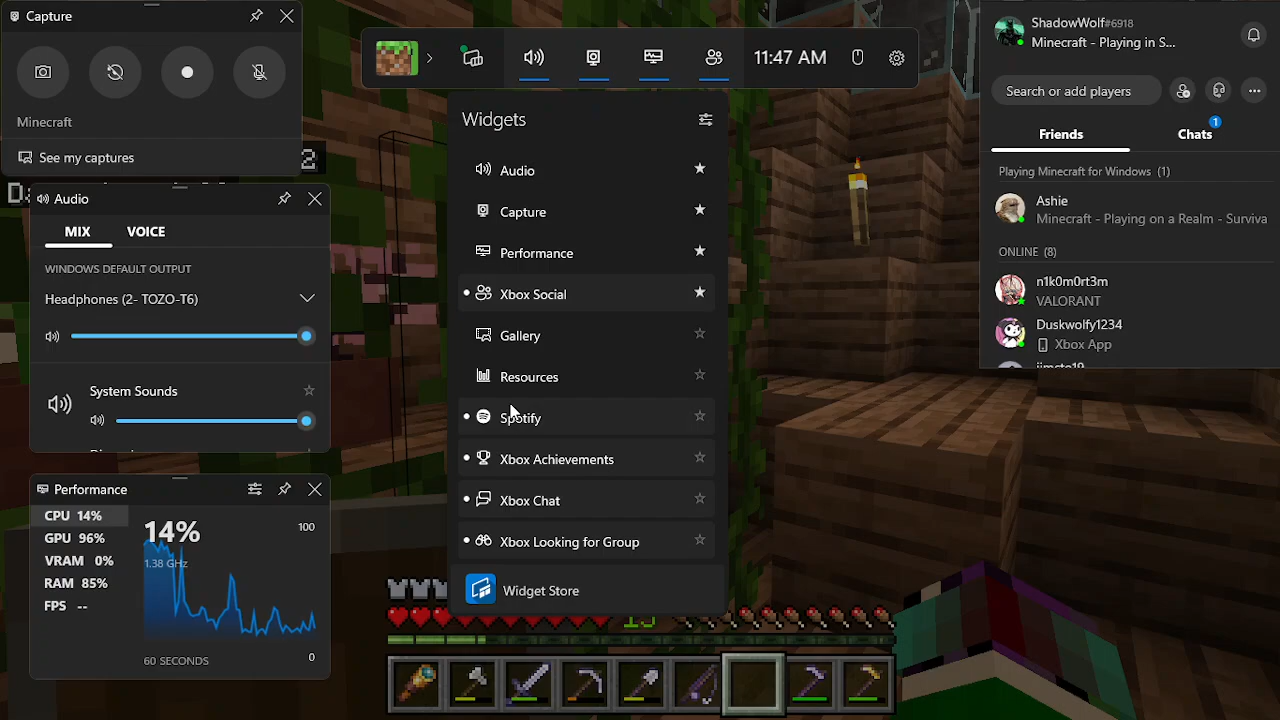 Capture
Minecraft
See my captures
2
D
Audio
MIX
VOICE
WINDOWS DEFAULT OUTPUT
Headphones (2- TOZO-T6)
System Sounds
Performance
CPU 14%
GPU 96%
VRAM 0%
RAM 85%
FPS --
14%
100
1.38 GHz
60 SECONDS
0
11:47 AM
Widgets
Audio
Capture
Performance
Xbox Social
Gallery
Resources
Spotify
Xbox Achievements
Xbox Chat
Xbox Looking for Group
Widget Store
ShadowWolf#6918
Minecraft - Playing in S...
Search or add players
Friends
Chats
1
Playing Minecraft for Windows (1)
Ashie
Minecraft - Playing on a Realm - Surviva
ONLINE (8)
n1k0m0rt3m
VALORANT
Duskwolfy1234
Xbox App